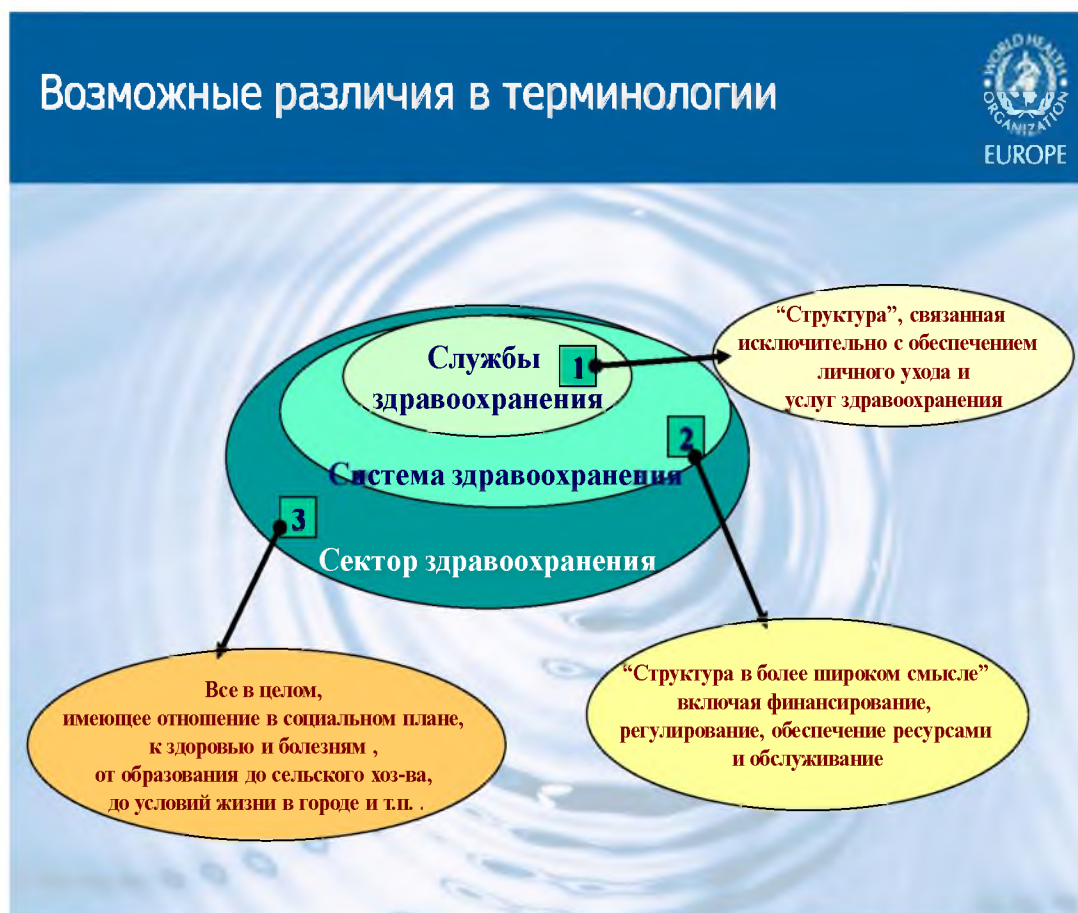 Возможные различия в терминологии
WORLD HEALTH ORGANIZATION
EUROPE
“Структура”, связанная
исключительно с обеспечением
личного ухода и
услуг здравоохранения
Службы
здравоохранения
1
2
Система здравоохранения
3
Сектор здравоохранения
Все в целом,
имеющее отношение в социальном плане,
к здоровью и болезням ,
от образования до сельского хоз-ва,
до условий жизни в городе и т.п. .
“Структура в более широком смысле”
включая финансирование,
регулирование, обеспечение ресурсами
и обслуживание